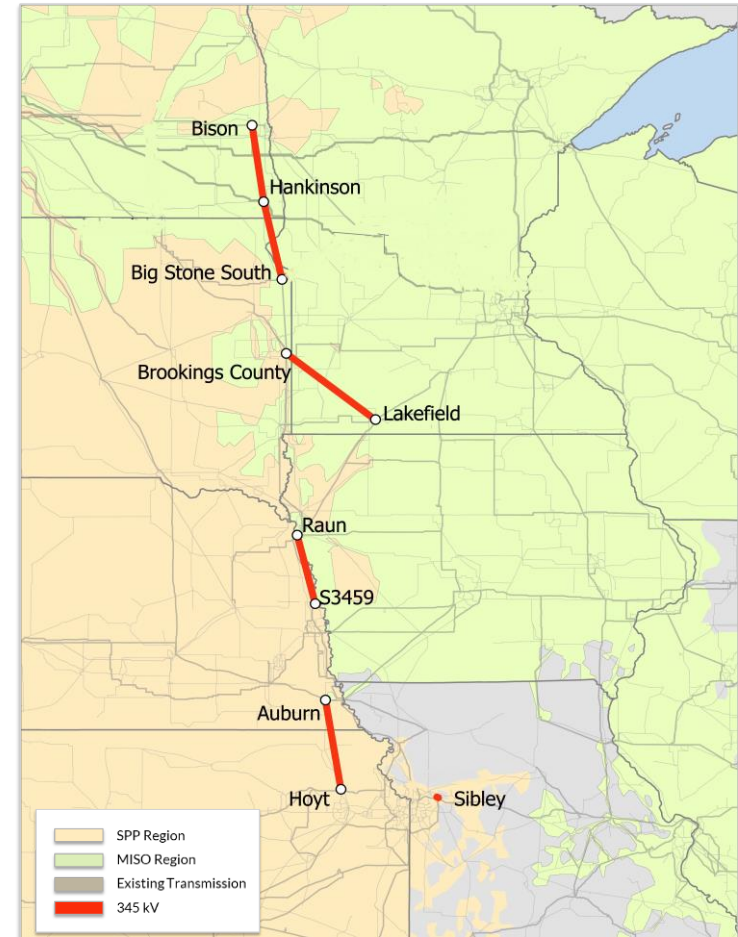 Bison
Hankinson
Big Stone South
Brookings County
Lakefield
Raun
S3459
Auburn
Hoyt
Sibley
SPP Region
MISO Region
Existing Transmission
345 kV